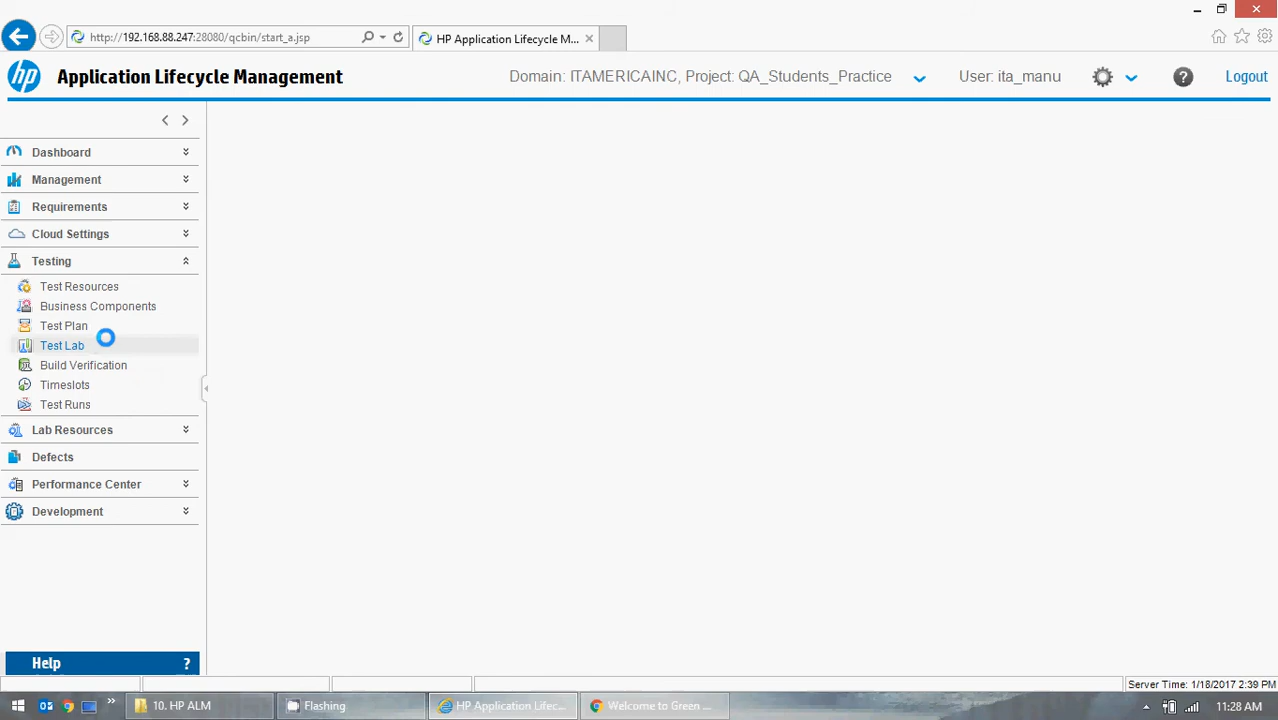 http://192.168.88.247:28080/qcbin/start_a.jsp
HP Application Lifecycle M...
hp
Application Lifecycle Management
Domain: ITAMERICAINC, Project: QA_Students_Practice
User: ita_manu
?
Logout
Dashboard
Management
Requirements
Cloud Settings
Testing
Test Resources
Business Components
Test Plan
Test Lab
Build Verification
Timeslots
Test Runs
Lab Resources
Defects
Performance Center
Development
Help ?
Server Time: 1/18/2017 2:39 PM
10. HP ALM
Flashing
HP Application Lifec...
Welcome to Green ...
11:28 AM